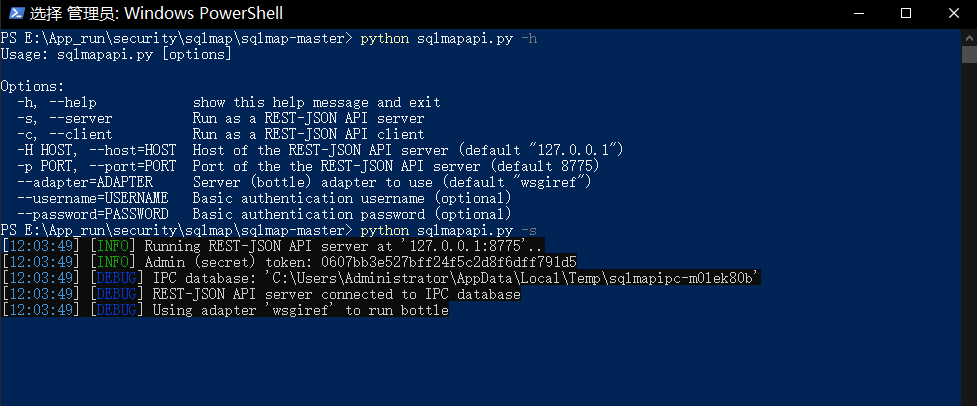 选择 管理员: Windows PowerShell
PS E:\App_run\security\sqlmap\sqlmap-master> python sqlmapapi.py -h
Usage: sqlmapapi.py [options]
Options:
-h, --help show this help message and exit
-s, --server Run as a REST-JSON API server
-c, --client Run as a REST-JSON API client
-H HOST, --host=HOST Host of the REST-JSON API server (default "127.0.0.1")
-p PORT, --port=PORT Port of the the REST-JSON API server (default 8775)
--adapter=ADAPTER Server (bottle) adapter to use (default "wsgiref")
--username=USERNAME Basic authentication username (optional)
--password=PASSWORD Basic authentication password (optional)
PS E:\App_run\security\sqlmap\sqlmap-master> python sqlmapapi.py -s
[12:03:49] [INFO] Running REST-JSON API server at '127.0.0.1:8775'..
[12:03:49] [INFO] Admin (secret) token: 0607bb3e527bff24f5c2d8f6dff791d5
[12:03:49] [DEBUG] IPC database: 'C:\Users\Administrator\AppData\Local\Temp\sqlmapipc-m01ek80b'
[12:03:49] [DEBUG] REST-JSON API server connected to IPC database
[12:03:49] [DEBUG] Using adapter 'wsgiref' to run bottle